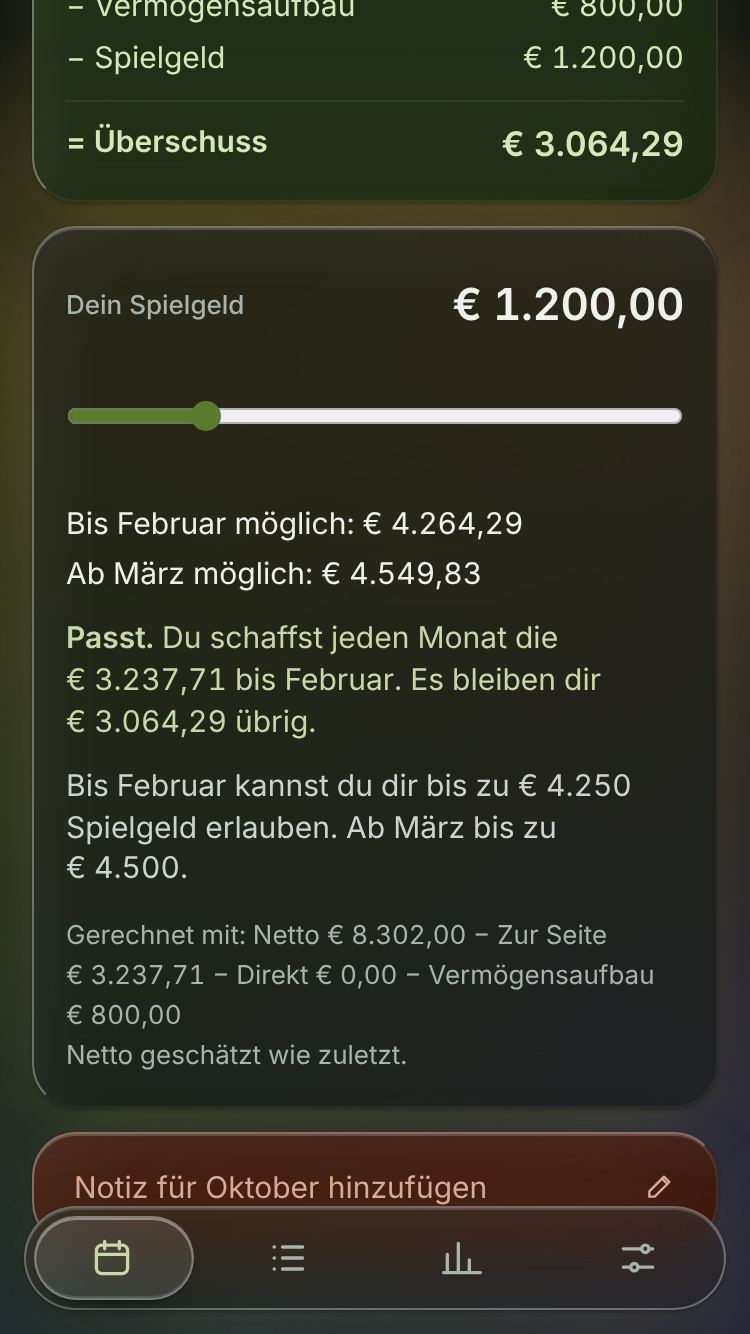 – Vermögensaufbau € 800,00
– Spielgeld € 1.200,00
= Überschuss € 3.064,29
Dein Spielgeld € 1.200,00
Bis Februar möglich: € 4.264,29
Ab März möglich: € 4.549,83
Passt. Du schaffst jeden Monat die
€ 3.237,71 bis Februar. Es bleiben dir
€ 3.064,29 übrig.
Bis Februar kannst du dir bis zu € 4.250
Spielgeld erlauben. Ab März bis zu
€ 4.500.
Gerechnet mit: Netto € 8.302,00 – Zur Seite
€ 3.237,71 – Direkt € 0,00 – Vermögensaufbau
€ 800,00
Netto geschätzt wie zuletzt.
Notiz für Oktober hinzufügen